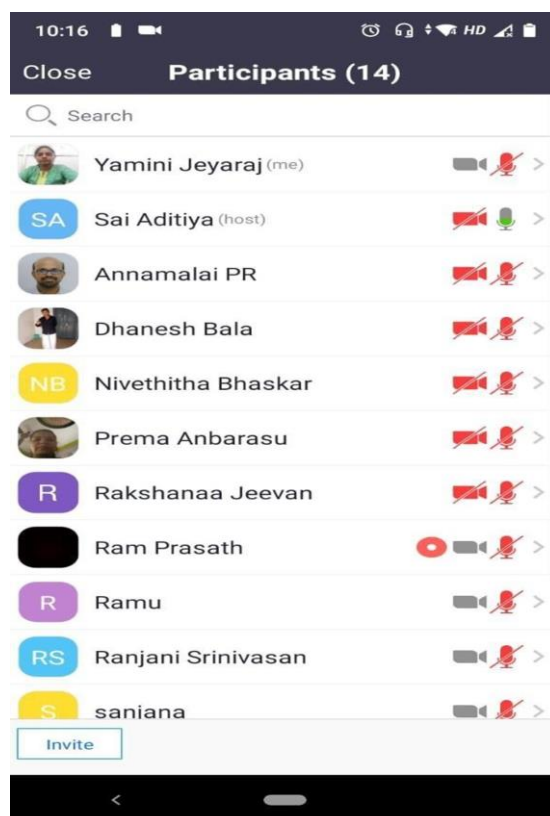 10:16 HD
Close Participants (14)
Search
Yamini Jeyaraj (me)
SA Sai Aditiya (host)
Annamalai PR
Dhanesh Bala
NB Nivethitha Bhaskar
Prema Anbarasu
R Rakshanaa Jeevan
Ram Prasath
R Ramu
RS Ranjani Srinivasan
S sanjana
Invite